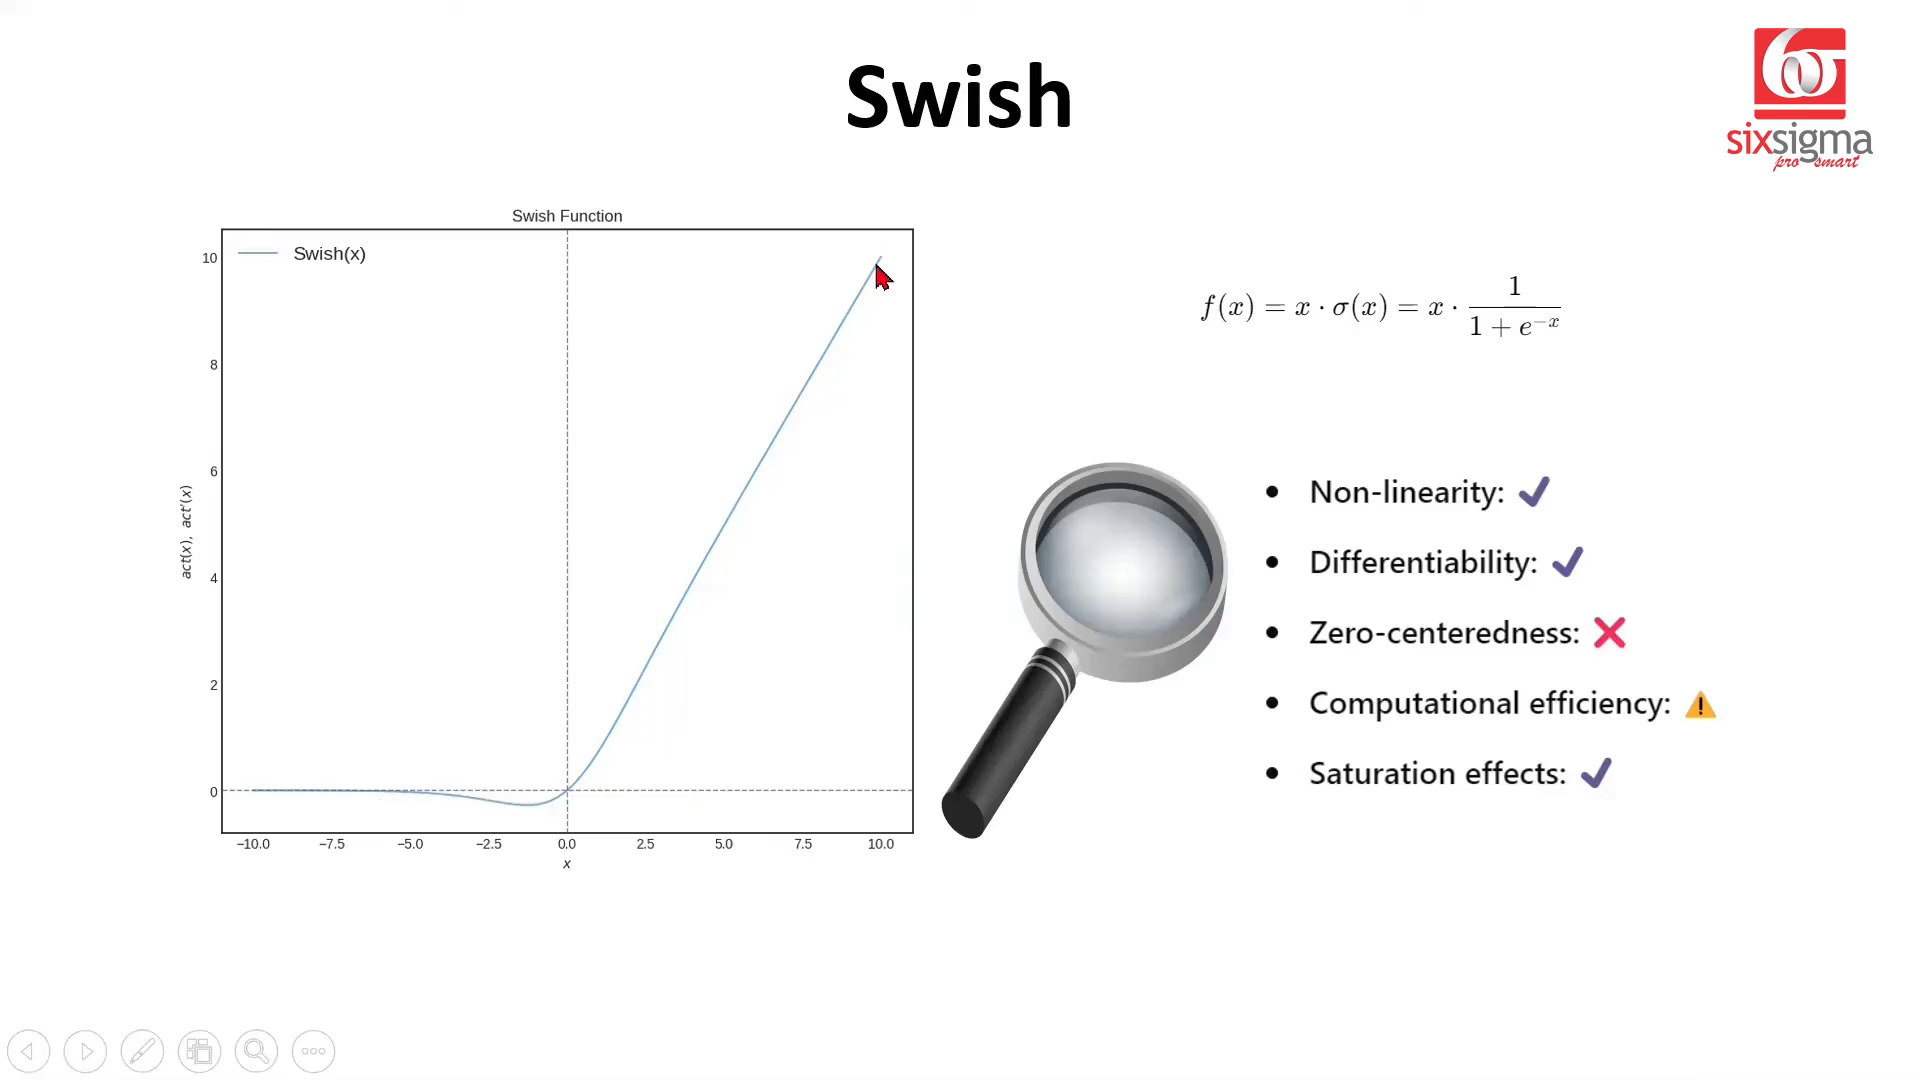 Swish
sixsigma
pro smart
Swish Function
Swish(x)
10
8
6
4
2
0
act(x), act'(x)
−10.0 −7.5 −5.0 −2.5 0.0 2.5 5.0 7.5 10.0
x
f(x) = x · σ(x) = x · 1 / (1 + e^{−x})
• Non-linearity: ✔
• Differentiability: ✔
• Zero-centeredness: ❌
• Computational efficiency: ⚠
• Saturation effects: ✔